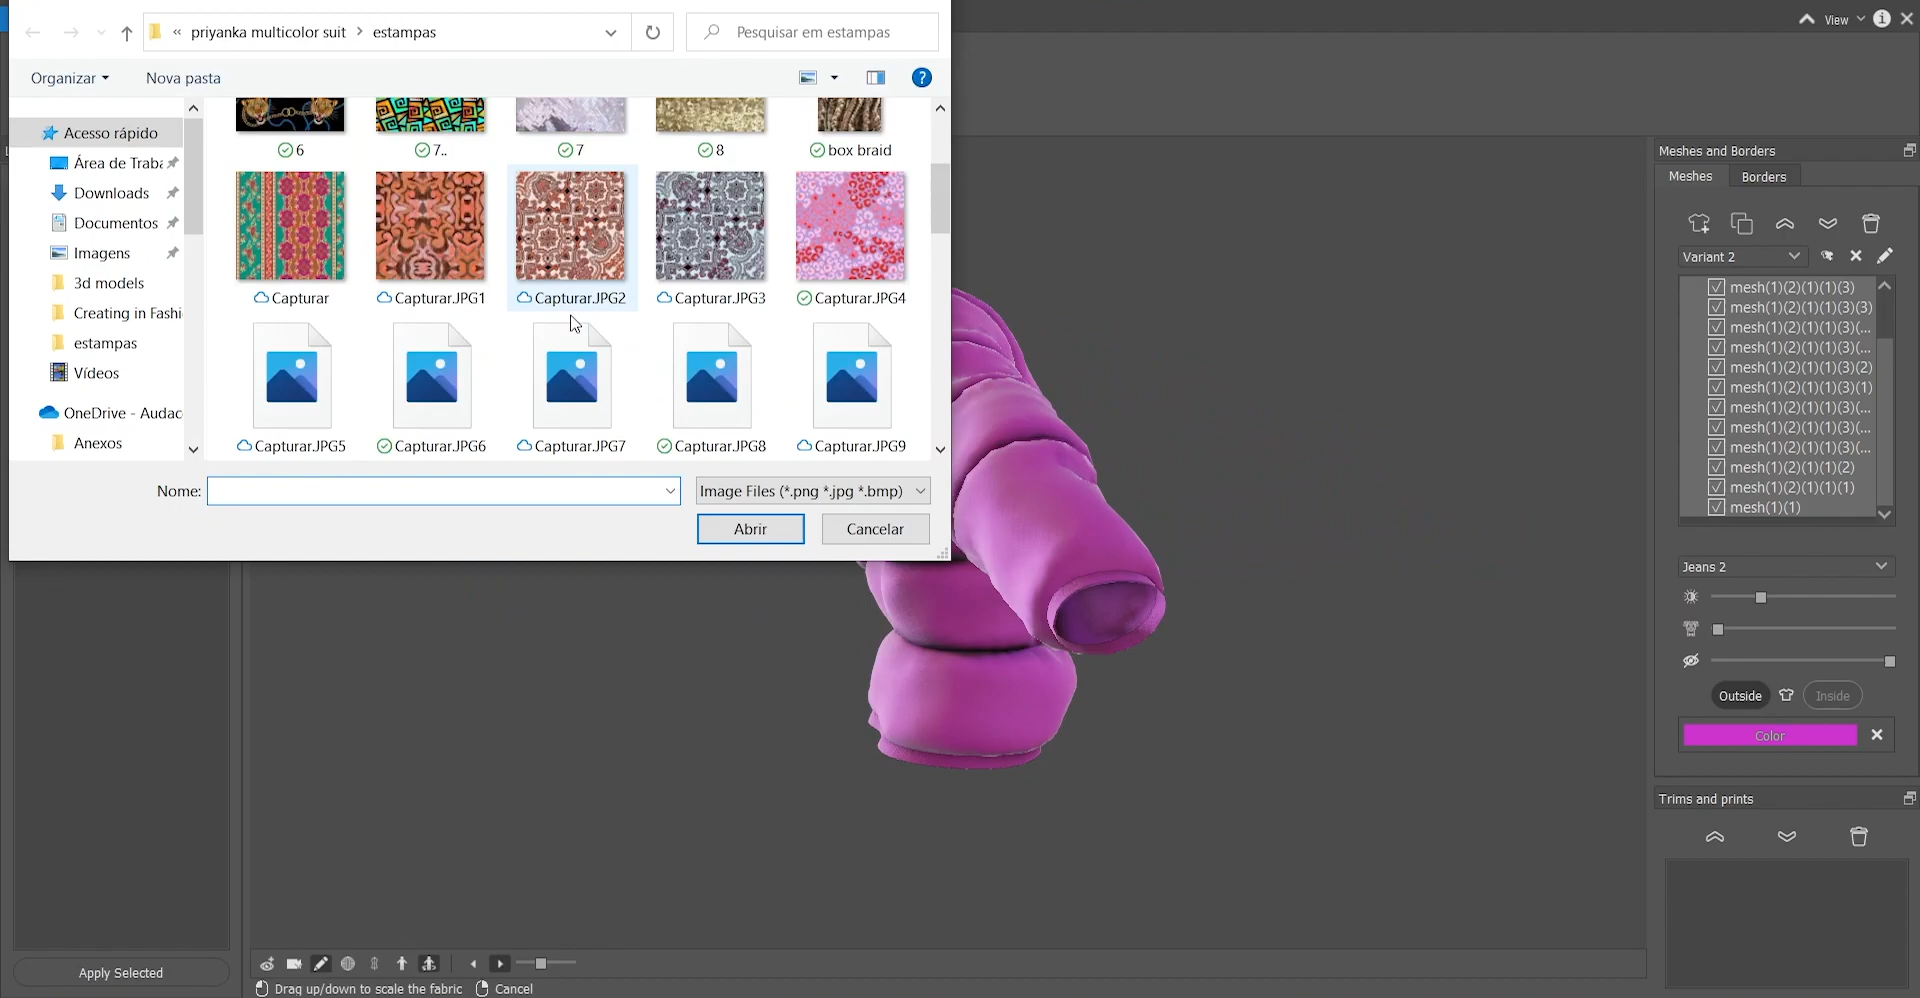 « priyanka multicolor suit > estampas
Pesquisar em estampas
View
Organizar
Nova pasta
Acesso rápido
Área de Traba
Downloads
Documentos
Imagens
3d models
Creating in Fashi
estampas
Vídeos
OneDrive - Audac
Anexos
6
7..
7
8
box braid
Capturar
Capturar.JPG1
Capturar.JPG2
Capturar.JPG3
Capturar.JPG4
Capturar.JPG5
Capturar.JPG6
Capturar.JPG7
Capturar.JPG8
Capturar.JPG9
Nome:
Image Files (*.png *.jpg *.bmp)
Abrir
Cancelar
Meshes and Borders
Meshes
Borders
Variant 2
mesh(1)(2)(1)(1)(3)
mesh(1)(2)(1)(1)(3)(3)
mesh(1)(2)(1)(1)(3)(...
mesh(1)(2)(1)(1)(3)(...
mesh(1)(2)(1)(1)(3)(2)
mesh(1)(2)(1)(1)(3)(1)
mesh(1)(2)(1)(1)(3)(...
mesh(1)(2)(1)(1)(3)(...
mesh(1)(2)(1)(1)(3)(...
mesh(1)(2)(1)(1)(2)
mesh(1)(2)(1)(1)(1)
mesh(1)(1)
Jeans 2
Outside
Inside
Color
Trims and prints
Apply Selected
Drag up/down to scale the fabric
Cancel